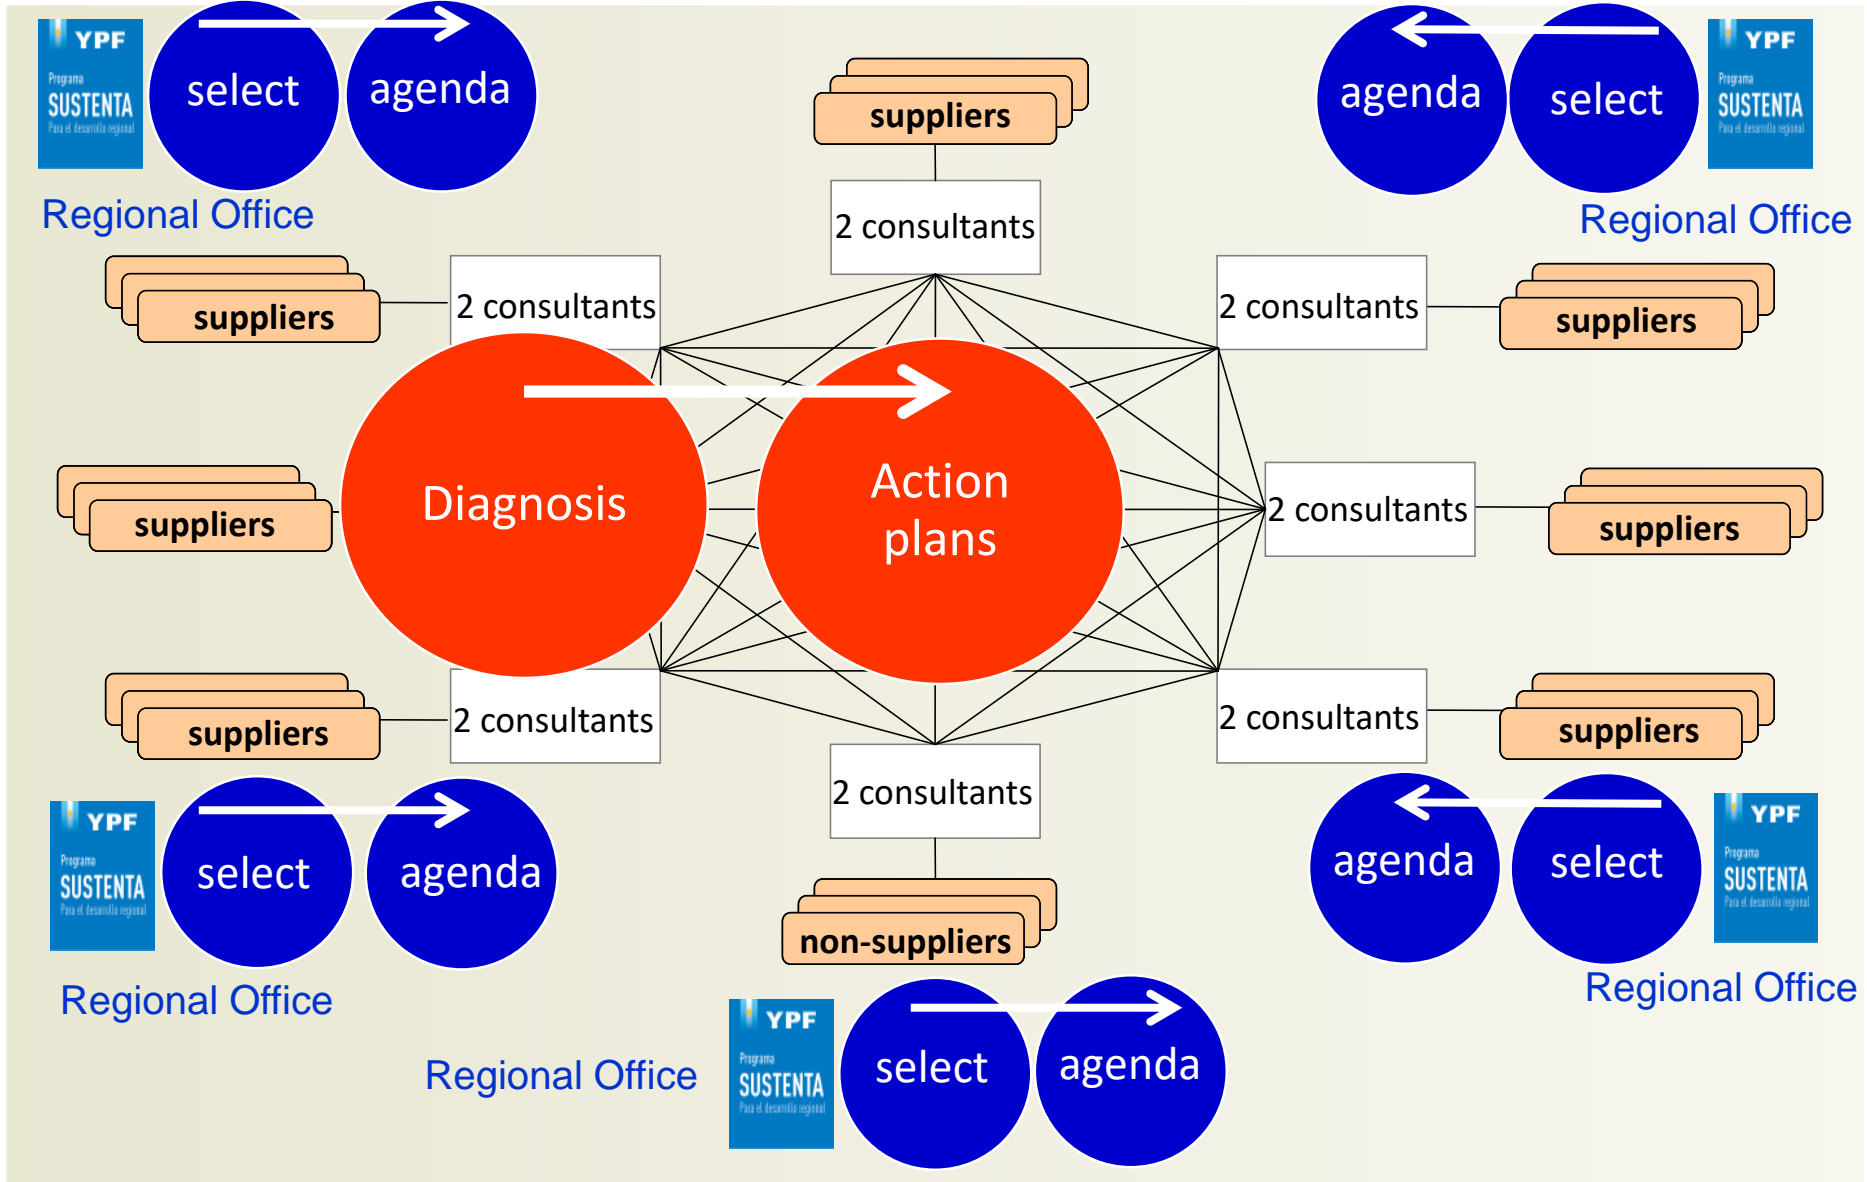 YPF
Programa
SUSTENTA
Para el desarrollo regional
select
agenda
Regional Office
suppliers
2 consultants
agenda
select
YPF
Programa
SUSTENTA
Para el desarrollo regional
Regional Office
suppliers
2 consultants
2 consultants
suppliers
suppliers
Diagnosis
Action
plans
2 consultants
suppliers
suppliers
2 consultants
2 consultants
suppliers
YPF
Programa
SUSTENTA
Para el desarrollo regional
select
agenda
Regional Office
2 consultants
non-suppliers
agenda
select
YPF
Programa
SUSTENTA
Para el desarrollo regional
Regional Office
Regional Office
YPF
Programa
SUSTENTA
Para el desarrollo regional
select
agenda